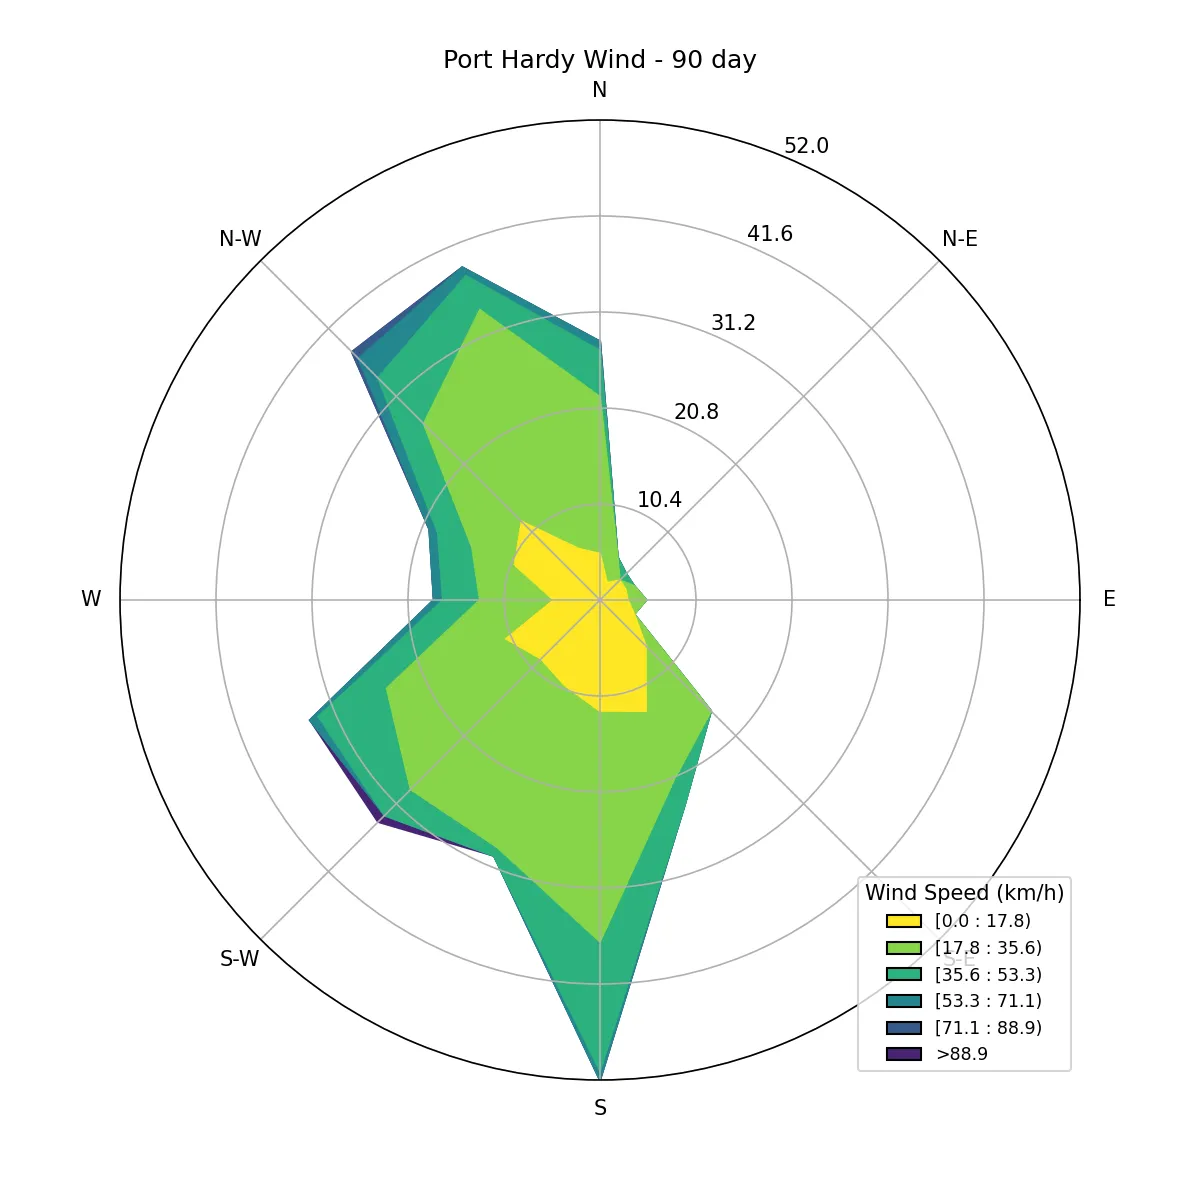 Port Hardy Wind - 90 day
N
52.0
41.6
N-W
N-E
31.2
20.8
10.4
W
E
S-W
S-E
Wind Speed (km/h)
[0.0 : 17.8)
[17.8 : 35.6)
[35.6 : 53.3)
[53.3 : 71.1)
[71.1 : 88.9)
>88.9
S